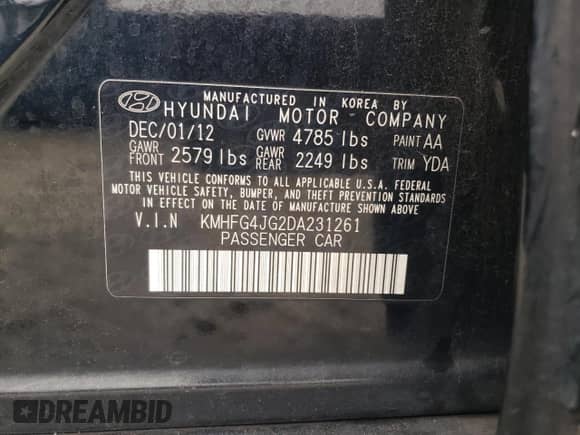 MANUFACTURED IN KOREA BY
HYUNDAI MOTOR COMPANY
DEC/01/12 GVWR 4785 lbs PAINT AA
GAWR FRONT 2579 lbs GAWR REAR 2249 lbs TRIM YDA
THIS VEHICLE CONFORMS TO ALL APPLICABLE U.S.A. FEDERAL
MOTOR VEHICLE SAFETY, BUMPER, AND THEFT PREVENTION STANDARDS
IN EFFECT ON THE DATE OF MANUFACTURE SHOWN ABOVE.
V.I.N KMHFG4JG2DA231261
PASSENGER CAR
DREAMBID